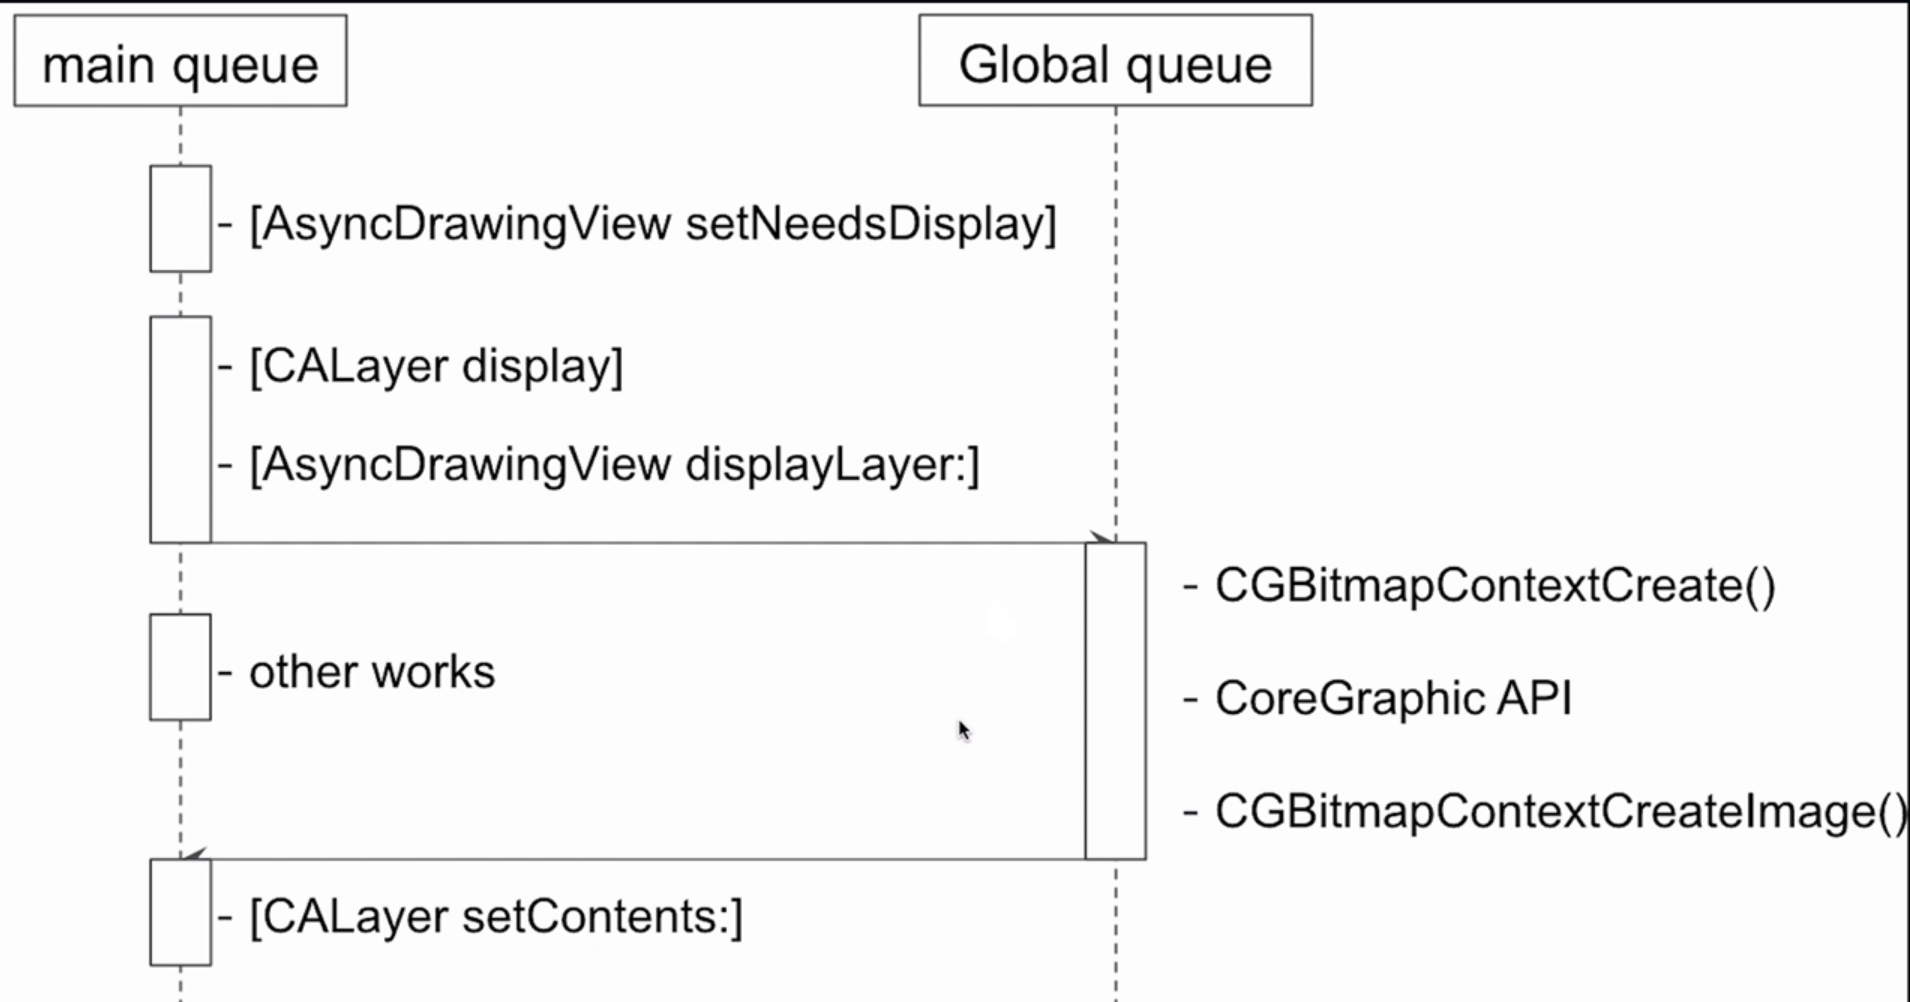 main queue
Global queue
- [AsyncDrawingView setNeedsDisplay]
- [CALayer display]
- [AsyncDrawingView displayLayer:]
- CGBitmapContextCreate()
- other works
- CoreGraphic API
- CGBitmapContextCreateImage()
- [CALayer setContents:]